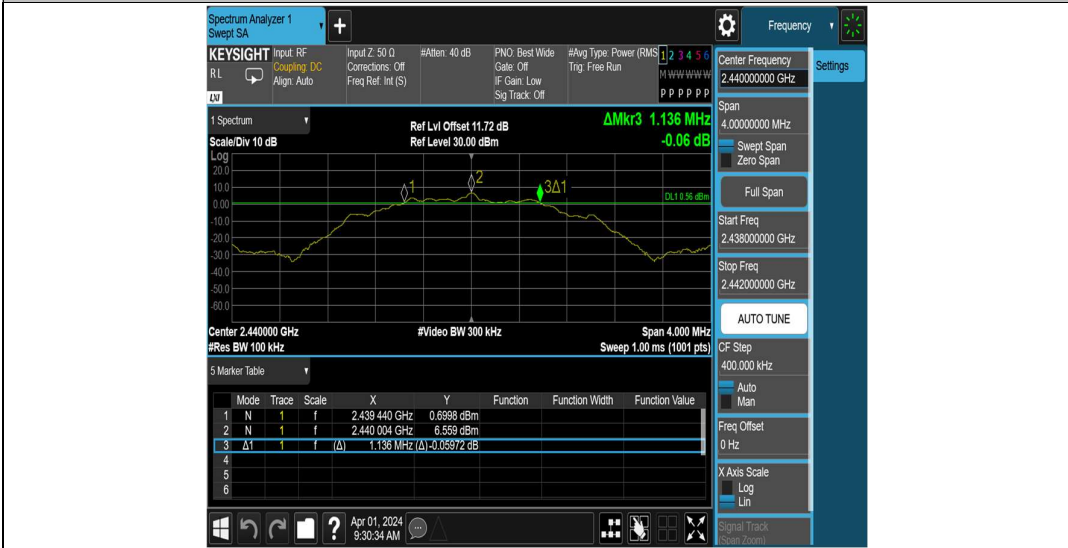 Spectrum Analyzer 1
Swept SA
Frequency
KEYSIGHT
RL
LXI
Input: RF
Coupling: DC
Align: Auto
Input Z: 50 Ω
Corrections: Off
Freq Ref: Int (S)
#Atten: 40 dB
PNO: Best Wide
Gate: Off
IF Gain: Low
Sig Track: Off
#Avg Type: Power (RMS
Trig: Free Run
1 2 3 4 5 6
M W W W W W
P P P P P P
1 Spectrum
Scale/Div 10 dB
Ref Lvl Offset 11.72 dB
Ref Level 30.00 dBm
ΔMkr3 1.136 MHz
-0.06 dB
Log
20.0
10.0
0.00
-10.0
-20.0
-30.0
-40.0
-50.0
-60.0
1
2
3Δ1
DL1 0.56 dBm
Center 2.440000 GHz
#Video BW 300 kHz
Span 4.000 MHz
#Res BW 100 kHz
Sweep 1.00 ms (1001 pts)
5 Marker Table
Mode Trace Scale X Y Function Function Width Function Value
1 N 1 f 2.439 440 GHz 0.6998 dBm
2 N 1 f 2.440 004 GHz 6.559 dBm
3 Δ1 1 f (Δ) 1.136 MHz (Δ) -0.05972 dB
4
5
6
Apr 01, 2024
9:30:34 AM
Center Frequency
2.440000000 GHz
Settings
Span
4.00000000 MHz
Swept Span
Zero Span
Full Span
Start Freq
2.438000000 GHz
Stop Freq
2.442000000 GHz
AUTO TUNE
CF Step
400.000 kHz
Auto
Man
Freq Offset
0 Hz
X Axis Scale
Log
Lin
Signal Track
(Span Zoom)